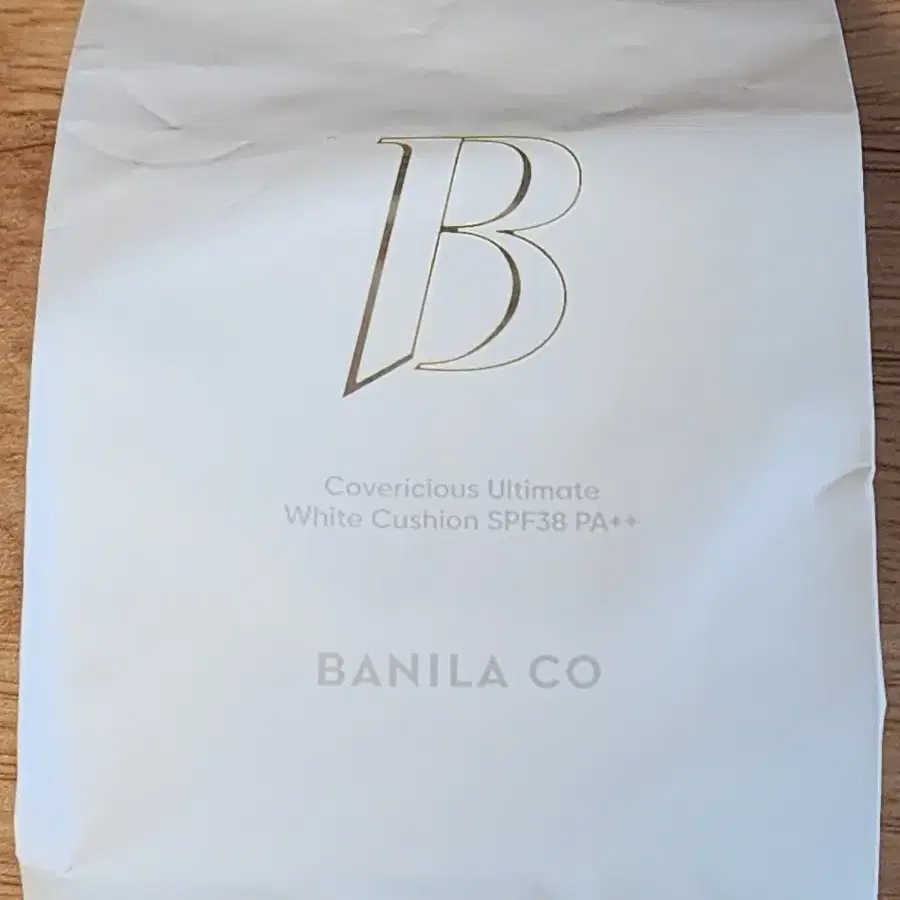 B
Covericious Ultimate
White Cushion SPF38 PA++
BANILA CO